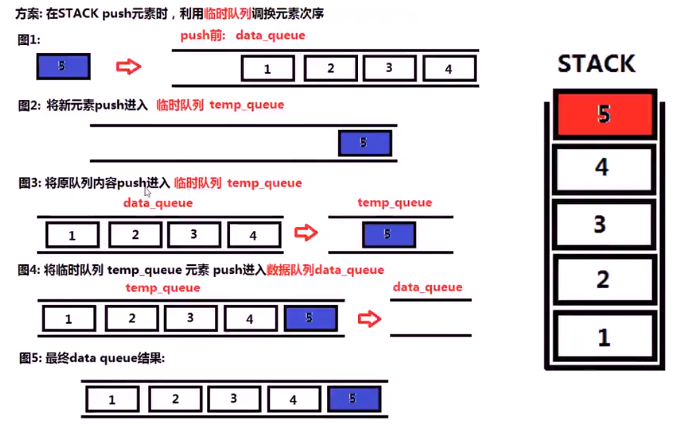 方案: 在STACK push元素时，利用临时队列调换元素次序
图1:
push前: data_queue
5
1 2 3 4
图2: 将新元素push进入 临时队列 temp_queue
5
图3: 将原队列内容push进入 临时队列 temp_queue
data_queue temp_queue
1 2 3 4 5
图4: 将临时队列 temp_queue 元素 push进入数据队列data_queue
temp_queue data_queue
1 2 3 4 5
图5: 最终data queue结果:
1 2 3 4 5
STACK
5
4
3
2
1